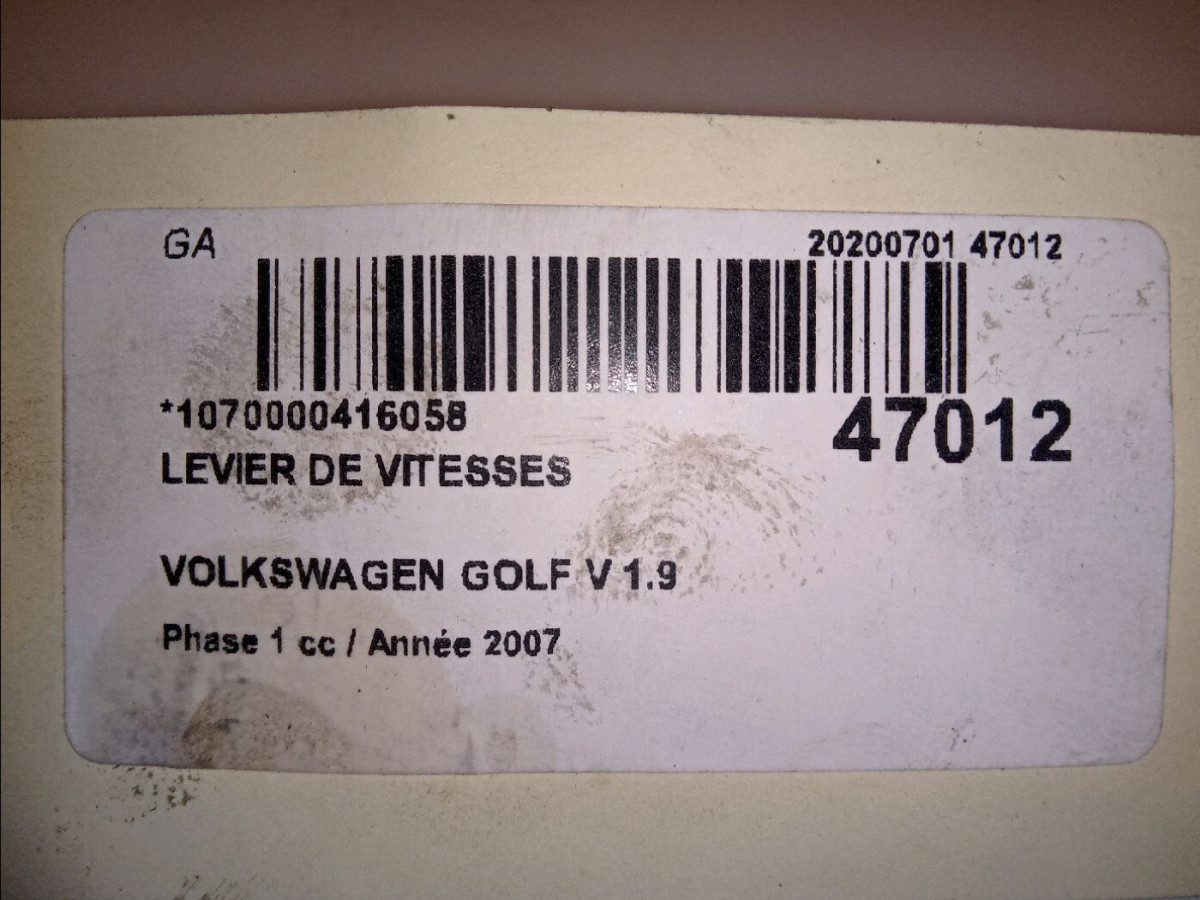 GA
20200701 47012
*1070000416058
47012
LEVIER DE VITESSES
VOLKSWAGEN GOLF V 1.9
Phase 1 cc / Année 2007